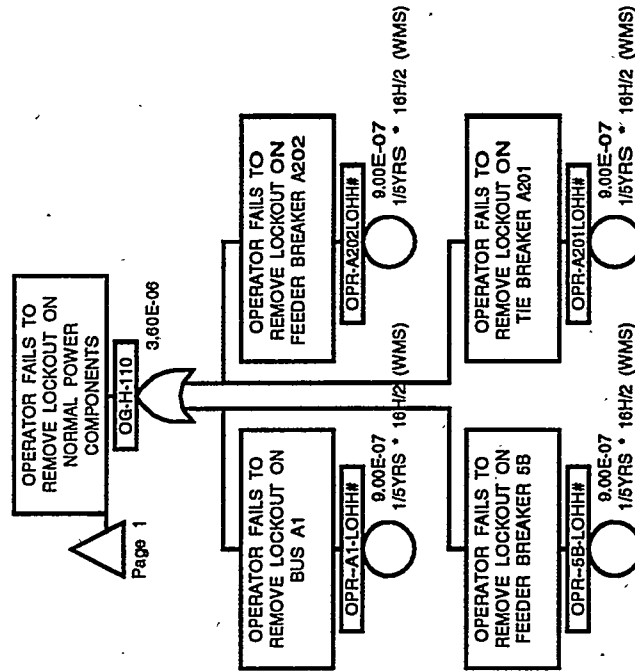 OPERATOR FAILS TO
REMOVE LOCKOUT ON
NORMAL POWER
COMPONENTS
OG-H-110
3.60E-06
Page 1
OPERATOR FAILS TO
REMOVE LOCKOUT ON
BUS A1
OPR--A1-LOHH#
9.00E-07
1/5YRS * 16H/2 (WMS)
OPERATOR FAILS TO
REMOVE LOCKOUT ON
FEEDER BREAKER A202
OPR-A202LOHH#
9.00E-07
1/5YRS * 16H/2 (WMS)
OPERATOR FAILS TO
REMOVE LOCKOUT ON
FEEDER BREAKER 5B
OPR--5B-LOHH#
9.00E-07
1/5YRS * 16H/2 (WMS)
OPERATOR FAILS TO
REMOVE LOCKOUT ON
TIE BREAKER A201
OPR-A201LOHH#
9.00E-07
1/5YRS * 16H/2 (WMS)